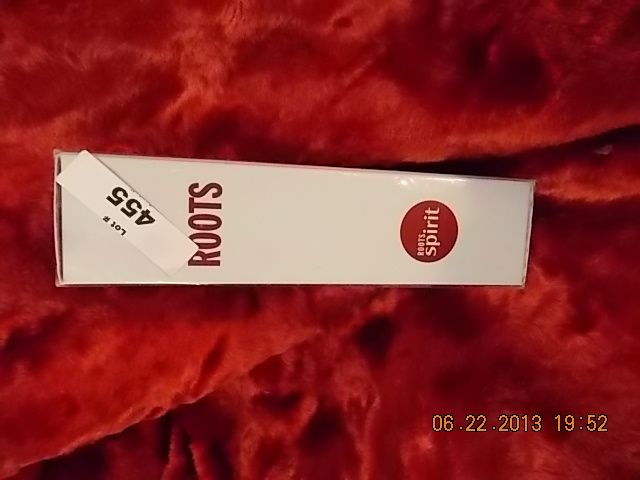 Lot #
455
ROOTS
ROOTS.
spirit
06.22.2013 19:52